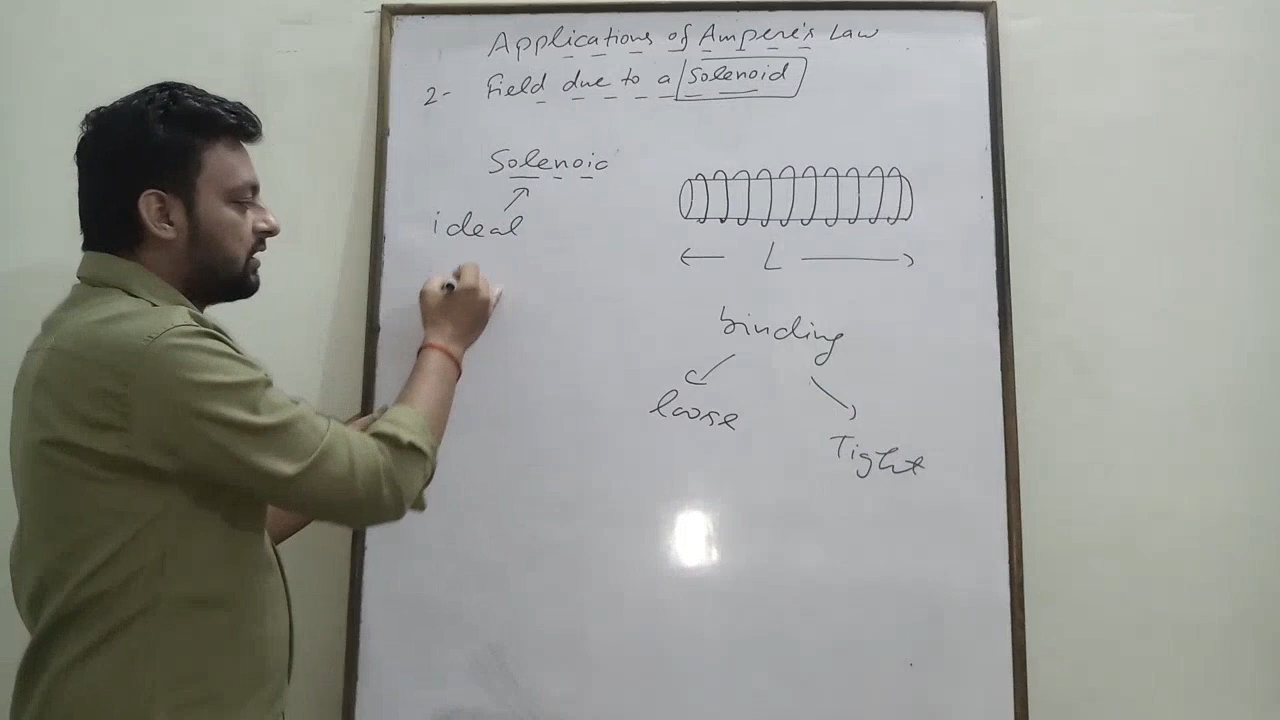 Applications of Ampere's Law
2- Field due to a Solenoid
Solenoid
ideal
L
binding
loose
Tight